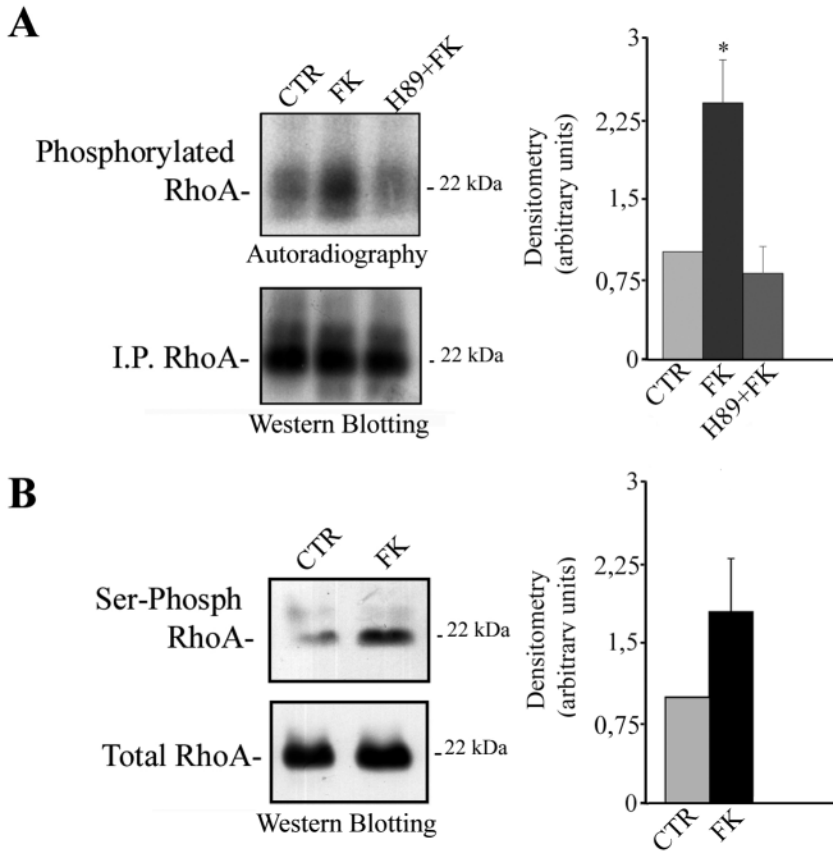 A
CTR FK H89+FK
Phosphorylated
RhoA-
- 22 kDa
Autoradiography
I.P. RhoA-
- 22 kDa
Western Blotting
Densitometry
(arbitrary units)
3
2,25
1,5
0,75
0
*
CTR FK H89+FK
B
CTR FK
Ser-Phosph
RhoA-
- 22 kDa
Total RhoA-
- 22 kDa
Western Blotting
Densitometry
(arbitrary units)
3
2,25
1,5
0,75
0
CTR FK